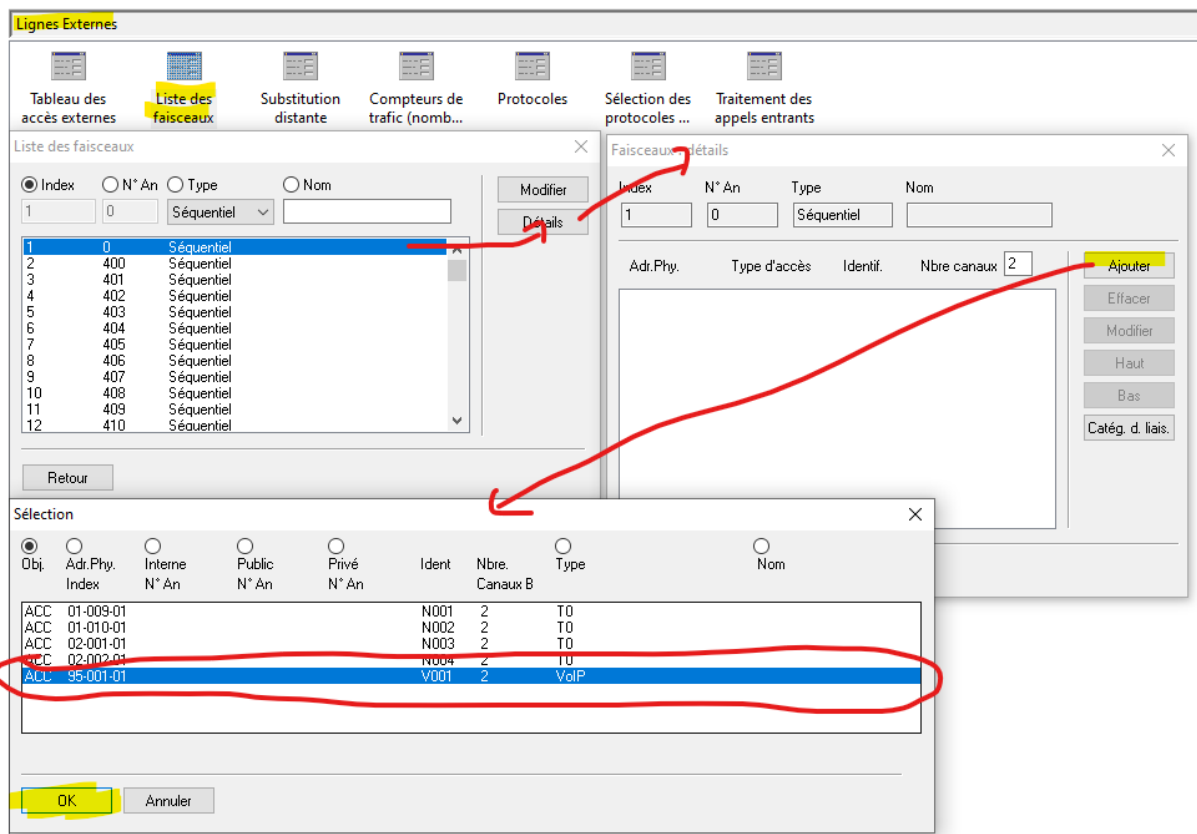 Lignes Externes
Tableau des accès externes
Liste des faisceaux
Substitution distante
Compteurs de trafic (nomb...
Protocoles
Sélection des protocoles ...
Traitement des appels entrants
Liste des faisceaux
Index N° An Type Nom
1 0 Séquentiel
Modifier
Détails
1 0 Séquentiel
2 400 Séquentiel
3 401 Séquentiel
4 402 Séquentiel
5 403 Séquentiel
6 404 Séquentiel
7 405 Séquentiel
8 406 Séquentiel
9 407 Séquentiel
10 408 Séquentiel
11 409 Séquentiel
12 410 Séquentiel
Retour
Faisceaux : détails
Index N° An Type Nom
1 0 Séquentiel
Adr.Phy. Type d'accès Identif. Nbre canaux 2
Ajouter
Effacer
Modifier
Haut
Bas
Catég. d. liais.
Sélection
Obj. Adr.Phy. Interne Public Privé Ident Nbre. Type Nom
Index N° An N° An N° An Canaux B
ACC 01-009-01 N001 2 T0
ACC 01-010-01 N002 2 T0
ACC 02-001-01 N003 2 T0
ACC 02-002-01 N004 2 T0
ACC 95-001-01 V001 2 VoIP
OK Annuler